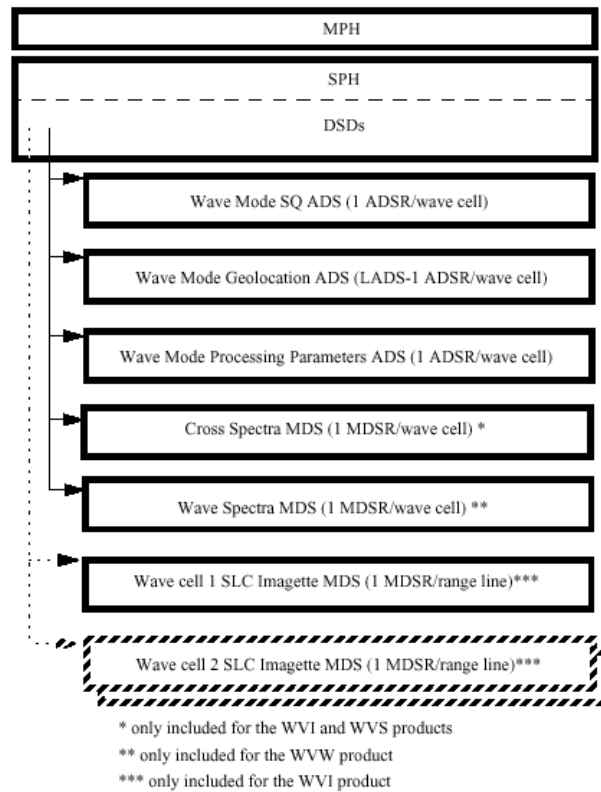 MPH
SPH
DSDs
Wave Mode SQ ADS (1 ADSR/wave cell)
Wave Mode Geolocation ADS (LADS-1 ADSR/wave cell)
Wave Mode Processing Parameters ADS (1 ADSR/wave cell)
Cross Spectra MDS (1 MDSR/wave cell) *
Wave Spectra MDS (1 MDSR/wave cell) **
Wave cell 1 SLC Imagette MDS (1 MDSR/range line)***
Wave cell 2 SLC Imagette MDS (1 MDSR/range line)***
* only included for the WVI and WVS products
** only included for the WVW product
*** only included for the WVI product